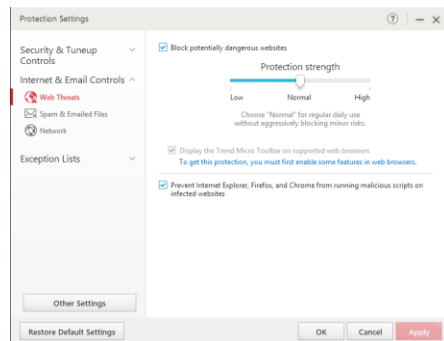 Protection Settings
?
Security & Tuneup
Controls
Internet & Email Controls
Web Threats
Spam & Emailed Files
Network
Exception Lists
Other Settings
Restore Default Settings
Block potentially dangerous websites
Protection strength
Low Normal High
Choose "Normal" for regular daily use
without aggressively blocking minor risks.
Display the Trend Micro Toolbar on supported web browsers
To get this protection, you must first enable some features in web browsers.
Prevent Internet Explorer, Firefox, and Chrome from running malicious scripts on
infected websites
OK Cancel Apply